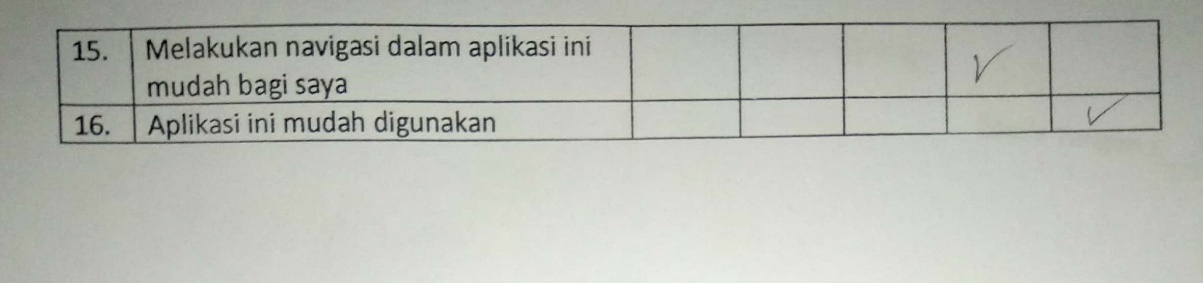 15. Melakukan navigasi dalam aplikasi ini
mudah bagi saya ✓
16. Aplikasi ini mudah digunakan ✓